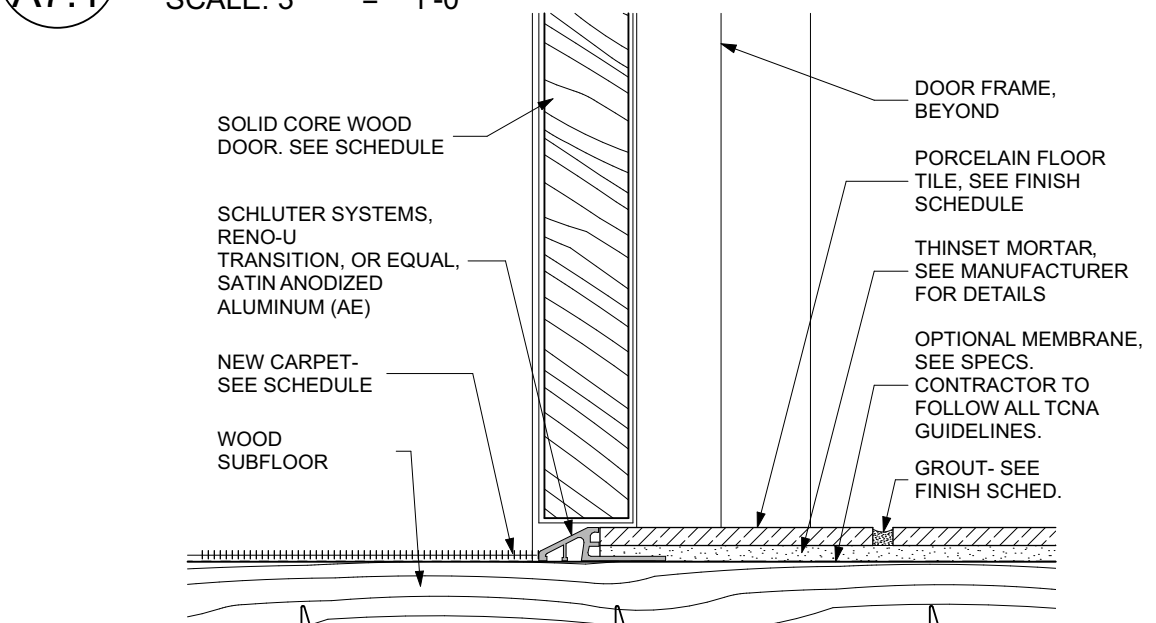 SOLID CORE WOOD
DOOR. SEE SCHEDULE
SCHLUTER SYSTEMS,
RENO-U
TRANSITION, OR EQUAL,
SATIN ANODIZED
ALUMINUM (AE)
NEW CARPET-
SEE SCHEDULE
WOOD
SUBFLOOR
DOOR FRAME,
BEYOND
PORCELAIN FLOOR
TILE, SEE FINISH
SCHEDULE
THINSET MORTAR,
SEE MANUFACTURER
FOR DETAILS
OPTIONAL MEMBRANE,
SEE SPECS.
CONTRACTOR TO
FOLLOW ALL TCNA
GUIDELINES.
GROUT- SEE
FINISH SCHED.